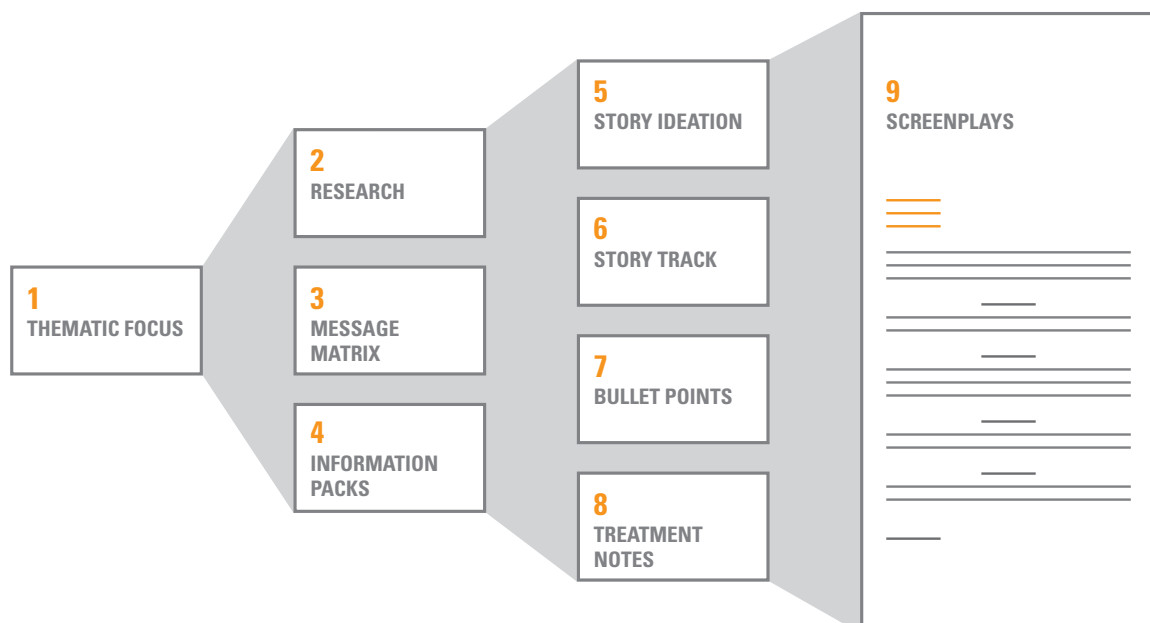 1
THEMATIC FOCUS
2
RESEARCH
3
MESSAGE
MATRIX
4
INFORMATION
PACKS
5
STORY IDEATION
6
STORY TRACK
7
BULLET POINTS
8
TREATMENT
NOTES
9
SCREENPLAYS